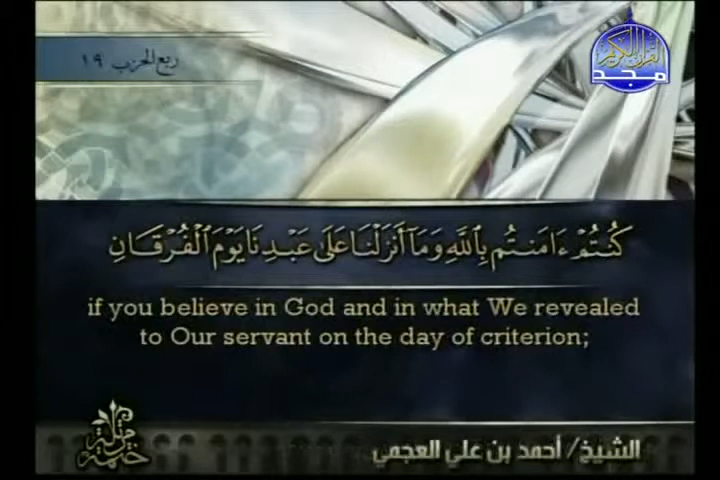 القرآن الكريم
مجد
ربع الحزب ١٩
كُنتُمْ ءَامَنتُم بِٱللَّهِ وَمَآ أَنزَلْنَا عَلَىٰ عَبْدِنَا يَوْمَ ٱلْفُرْقَانِ
if you believe in God and in what We revealed
to Our servant on the day of criterion;
ختمة مرتلة
الشيخ/ أحمد بن علي العجمي